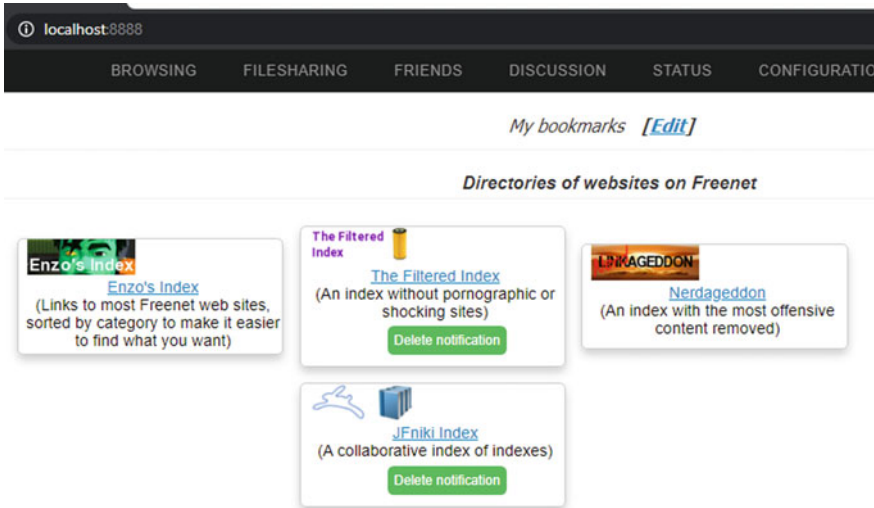 localhost:8888
BROWSING FILESHARING FRIENDS DISCUSSION STATUS CONFIGURATIO
My bookmarks [Edit]
Directories of websites on Freenet
Enzo's Index
Enzo's Index
(Links to most Freenet web sites,
sorted by category to make it easier
to find what you want)
The Filtered
Index
The Filtered Index
(An index without pornographic or
shocking sites)
Delete notification
LINKAGEDDON
Nerdageddon
(An index with the most offensive
content removed)
JFniki Index
(A collaborative index of indexes)
Delete notification